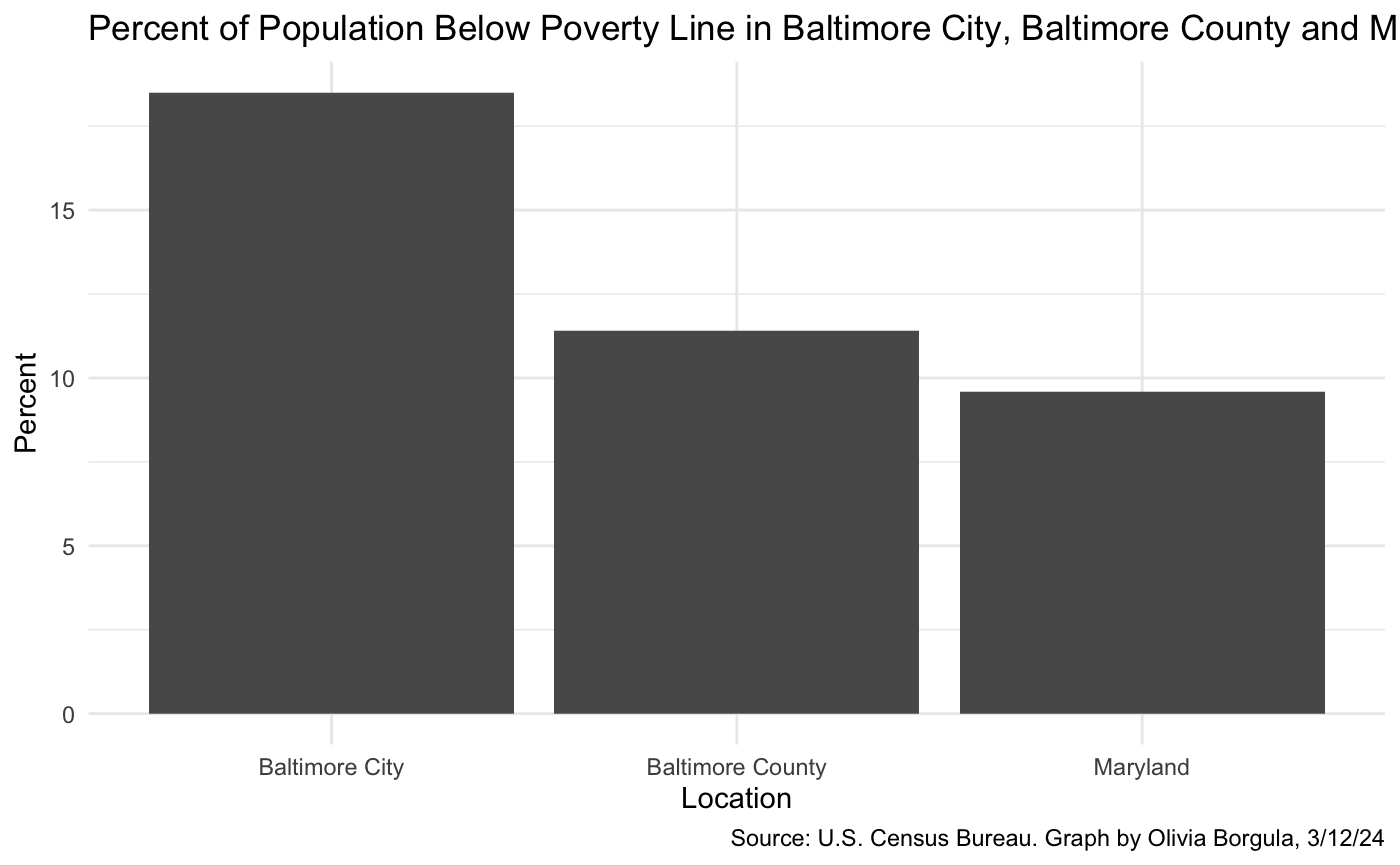 Percent of Population Below Poverty Line in Baltimore City, Baltimore County and M
15
10
5
0
Percent
Baltimore City
Baltimore County
Maryland
Location
Source: U.S. Census Bureau. Graph by Olivia Borgula, 3/12/24